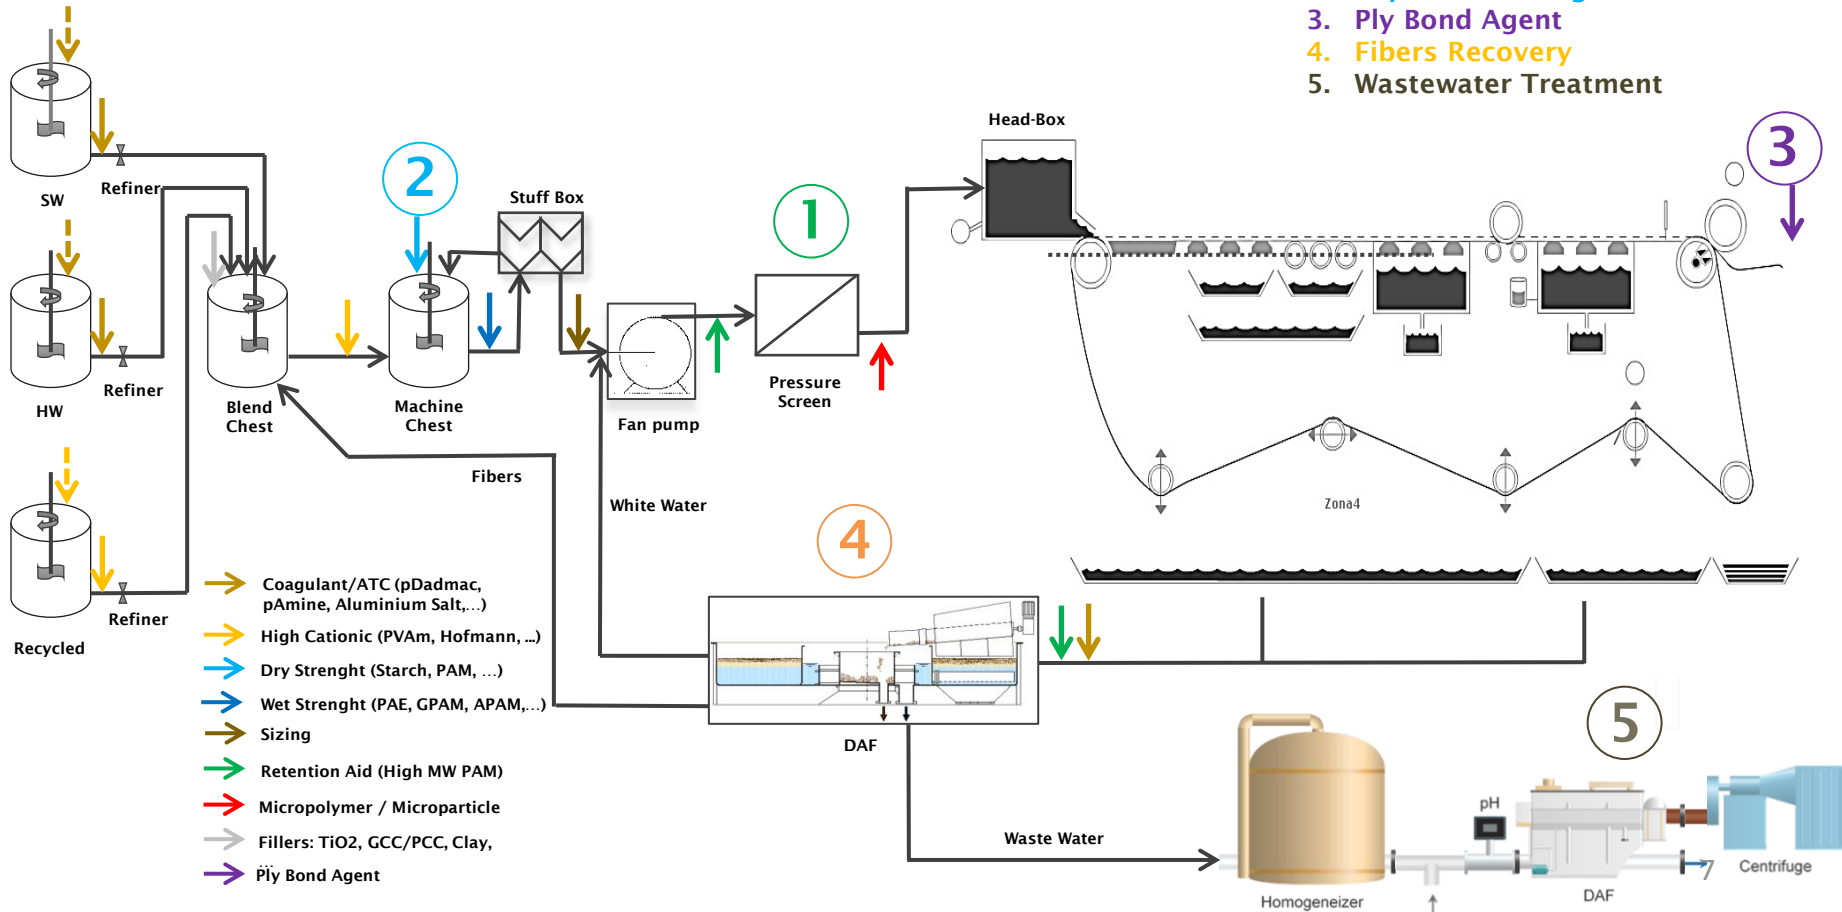 3. Ply Bond Agent
4. Fibers Recovery
5. Wastewater Treatment
Head-Box
3
2
Stuff Box
1
Refiner
SW
Refiner
HW
Blend
Chest
Machine
Chest
Fan pump
Pressure
Screen
Fibers
White Water
Zona4
4
Refiner
Recycled
Coagulant/ATC (pDadmac,
pAmine, Aluminium Salt,...)
High Cationic (PVAm, Hofmann, ...)
Dry Strenght (Starch, PAM, ...)
Wet Strenght (PAE, GPAM, APAM,...)
Sizing
Retention Aid (High MW PAM)
Micropolymer / Microparticle
Fillers: TiO2, GCC/PCC, Clay,
...
Ply Bond Agent
DAF
5
Waste Water
pH
Homogeneizer
DAF
Centrifuge
7